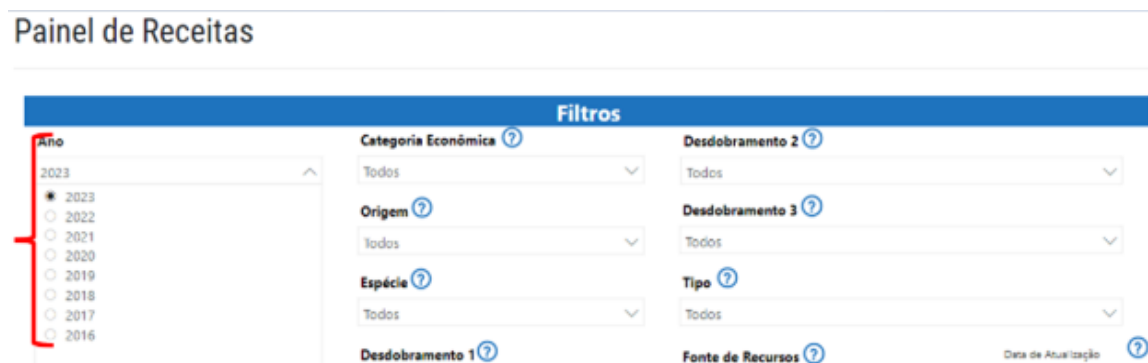 Painel de Receitas
Filtros
Ano
2023
2023
2022
2021
2020
2019
2018
2017
2016
Categoria Econômica ?
Todos
Origem ?
Todos
Espécie ?
Todos
Desdobramento 1 ?
Desdobramento 2 ?
Todos
Desdobramento 3 ?
Todos
Tipo ?
Todos
Fonte de Recursos ?
Data de Atualização ?